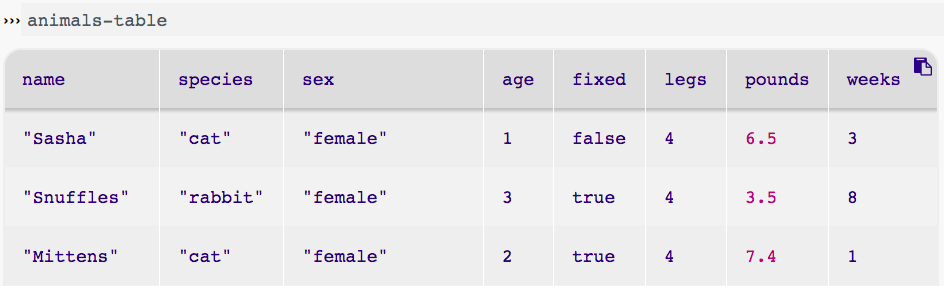 ››› animals-table
name species sex age fixed legs pounds weeks
"Sasha" "cat" "female" 1 false 4 6.5 3
"Snuffles" "rabbit" "female" 3 true 4 3.5 8
"Mittens" "cat" "female" 2 true 4 7.4 1